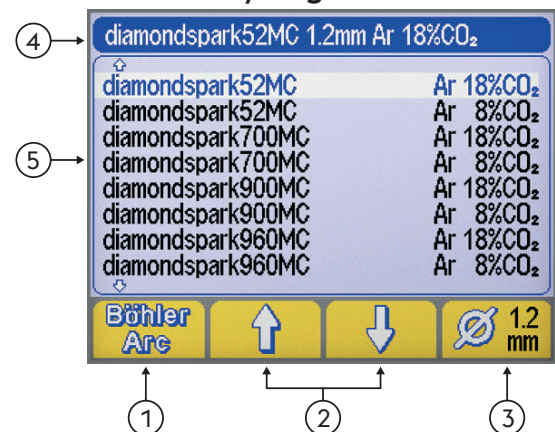 4
diamondspark52MC 1.2mm Ar 18%CO₂
5
diamondspark52MC Ar 18%CO₂
diamondspark52MC Ar 8%CO₂
diamondspark700MC Ar 18%CO₂
diamondspark700MC Ar 8%CO₂
diamondspark900MC Ar 18%CO₂
diamondspark900MC Ar 8%CO₂
diamondspark960MC Ar 18%CO₂
diamondspark960MC Ar 8%CO₂
Böhler
Arc
1.2
mm
1 2 3